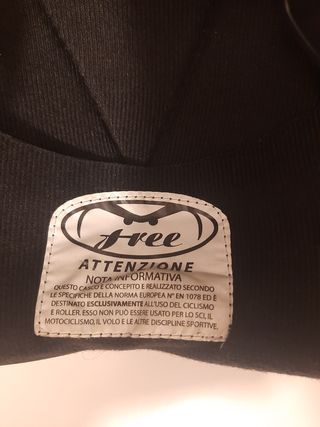 free
ATTENZIONE
NOTA INFORMATIVA
QUESTO CASCO È CONCEPITO E REALIZZATO SECONDO
LE SPECIFICHE DELLA NORMA EUROPEA N° EN 1078 ED È
DESTINATO ESCLUSIVAMENTE ALL'USO DEL CICLISMO
E ROLLER. ESSO NON PUÒ ESSERE USATO PER LO SCI, IL
MOTOCICLISMO, IL VOLO E LE ALTRE DISCIPLINE SPORTIVE.